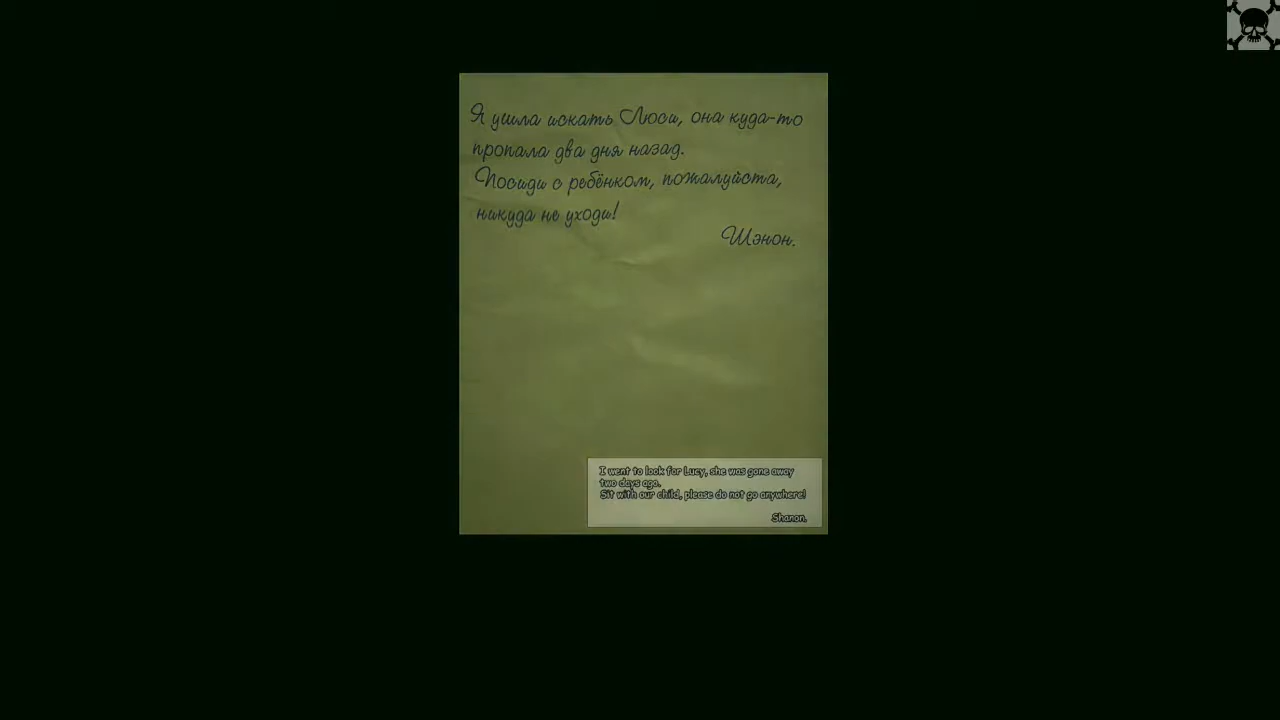 Я ушла искать Люси, она куда-то
пропала два дня назад.
Посиди с ребёнком, пожалуйста,
никуда не уходи!
Шэнон.
I went to look for Lucy, she was gone away
two days ago.
Sit with our child, please do not go anywhere!
Shanon.